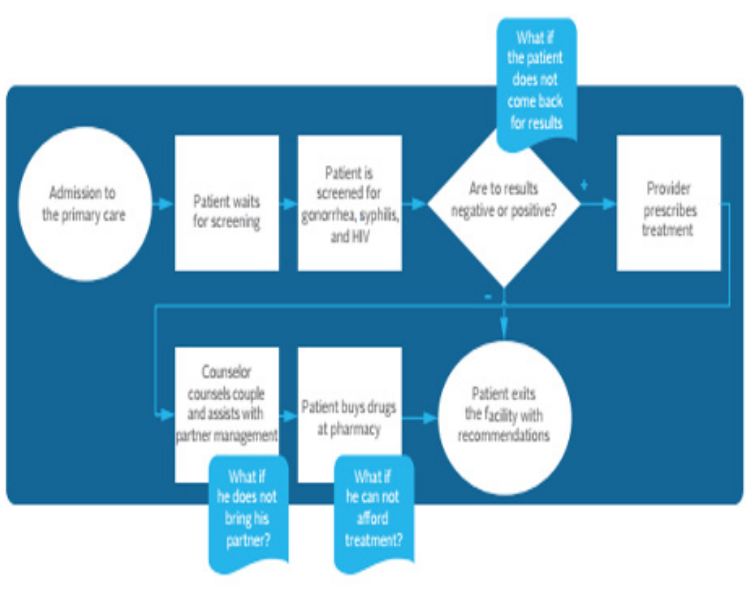 What if
the patient
does not
come back
for results
Admission to
the primary care
Patient waits
for screening
Patient is
screened for
gonorrhea, syphilis,
and HIV
Are to results
negative or positive?
+
Provider
prescribes
treatment
-
Counselor
counsels couple
and assists with
partner management
Patient buys drugs
at pharmacy
Patient exits
the facility with
recommendations
What if
he does not
bring his
partner?
What if
he can not
afford
treatment?